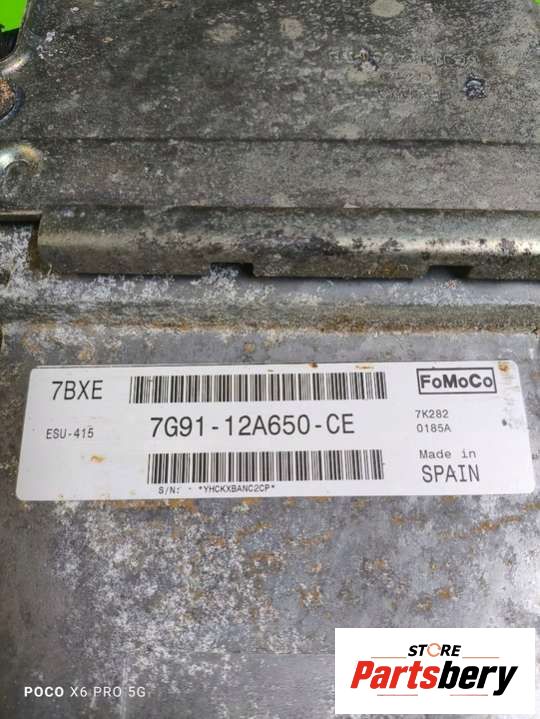 7BXE
FoMoCo
ESU-415
7G91-12A650-CE
7K282
0185A
S/N: - *YHCKXBANC2CP*
Made in
SPAIN
POCO X6 PRO 5G
STORE
Partsbery